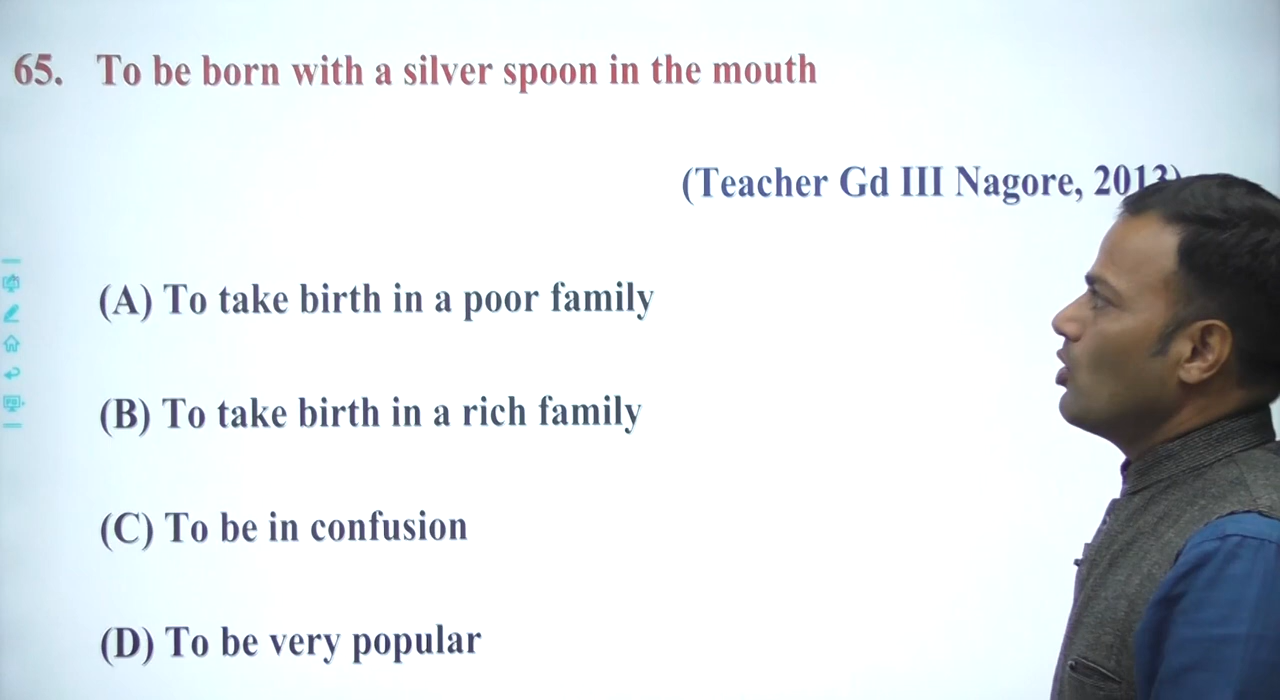 65. To be born with a silver spoon in the mouth
(Teacher Gd III Nagore, 2013)
(A) To take birth in a poor family
(B) To take birth in a rich family
(C) To be in confusion
(D) To be very popular